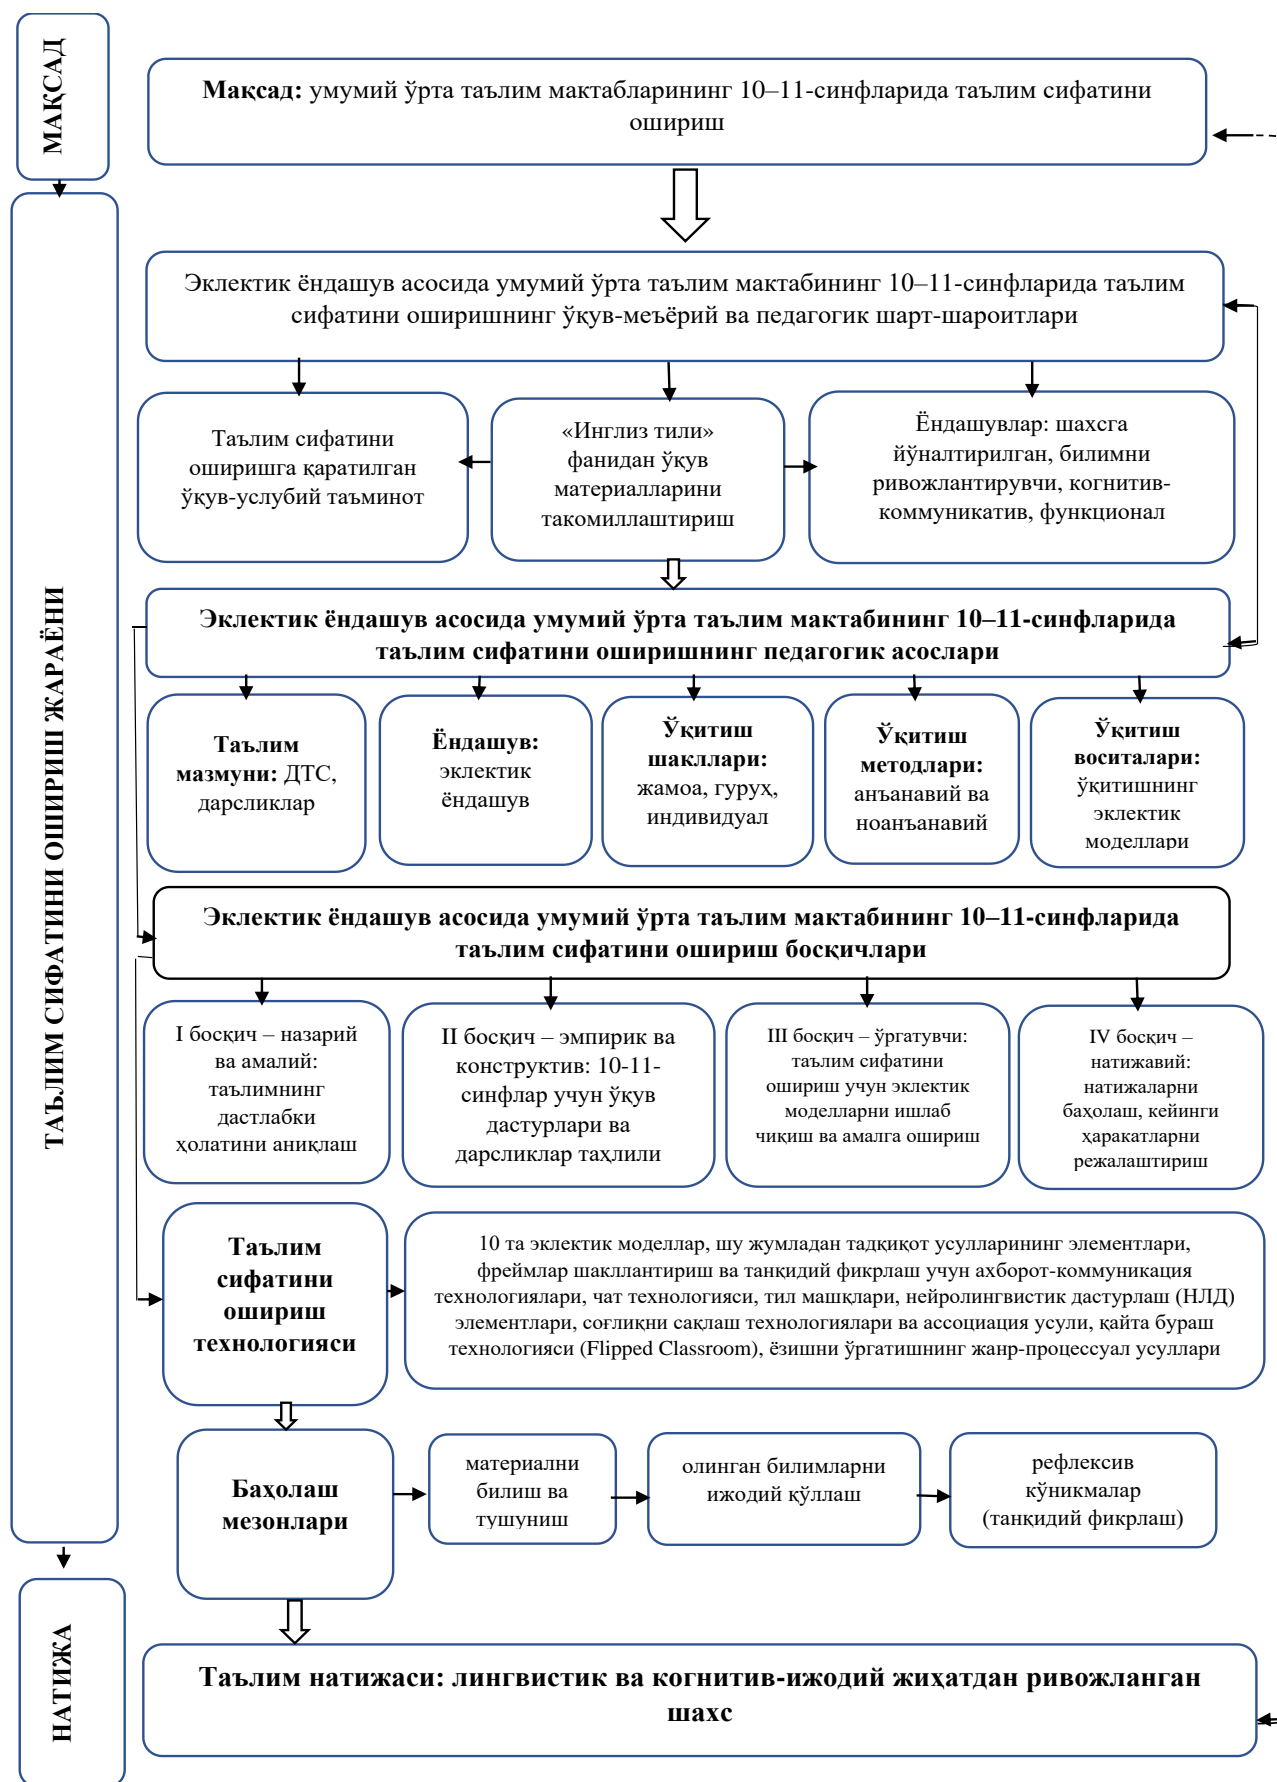 МАҚСАД
Мақсад: умумий ўрта таълим мактабларининг 10–11-синфларида таълим сифатини
ошириш
ТАЪЛИМ СИФАТИНИ ОШИРИШ ЖАРАЁНИ
Эклектик ёндашув асосида умумий ўрта таълим мактабининг 10–11-синфларида таълим
сифатини оширишнинг ўқув-меъёрий ва педагогик шарт-шароитлари
Таълим сифатини
оширишга қаратилган
ўқув-услубий таъминот
«Инглиз тили»
фанидан ўқув
материалларини
такомиллаштириш
Ёндашувлар: шахсга
йўналтирилган, билимни
ривожлантирувчи, когнитив-
коммуникатив, функционал
Эклектик ёндашув асосида умумий ўрта таълим мактабининг 10–11-синфларида
таълим сифатини оширишнинг педагогик асослари
Таълим
мазмуни: ДТС,
дарсликлар
Ёндашув:
эклектик
ёндашув
Ўқитиш
шакллари:
жамоа, гуруҳ,
индивидуал
Ўқитиш
методлари:
анъанавий ва
ноанъанавий
Ўқитиш
воситалари:
ўқитишнинг
эклектик
моделлари
Эклектик ёндашув асосида умумий ўрта таълим мактабининг 10–11-синфларида
таълим сифатини ошириш босқичлари
I босқич – назарий
ва амалий:
таълимнинг
дастлабки
ҳолатини аниқлаш
II босқич – эмпирик ва
конструктив: 10-11-
синфлар учун ўқув
дастурлари ва
дарсликлар таҳлили
III босқич – ўргатувчи:
таълим сифатини
ошириш учун эклектик
моделларни ишлаб
чиқиш ва амалга ошириш
IV босқич –
натижавий:
натижаларни
баҳолаш, кейинги
ҳаракатларни
режалаштириш
Таълим
сифатини
ошириш
технологияси
10 та эклектик моделлар, шу жумладан тадқиқот усулларининг элементлари,
фреймлар шакллантириш ва танқидий фикрлаш учун ахборот-коммуникация
технологиялари, чат технологияси, тил машқлари, нейролингвистик дастурлаш (НЛД)
элементлари, соғлиқни сақлаш технологиялари ва ассоциация усули, қайта бураш
технологияси (Flipped Classroom), ёзишни ўргатишнинг жанр-процессуал усуллари
Баҳолаш
мезонлари
материални
билиш ва
тушуниш
олинган билимларни
ижодий қўллаш
рефлексив
кўникмалар
(танқидий фикрлаш)
НАТИЖА
Таълим натижаси: лингвистик ва когнитив-ижодий жиҳатдан ривожланган
шахс